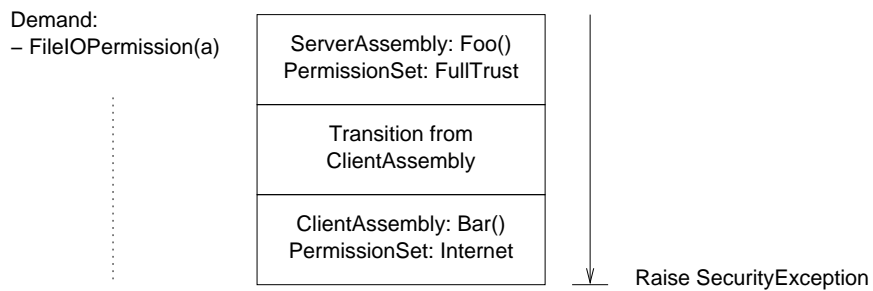 Demand:
– FileIOPermission(a)
ServerAssembly: Foo()
PermissionSet: FullTrust
Transition from
ClientAssembly
ClientAssembly: Bar()
PermissionSet: Internet
Raise SecurityException